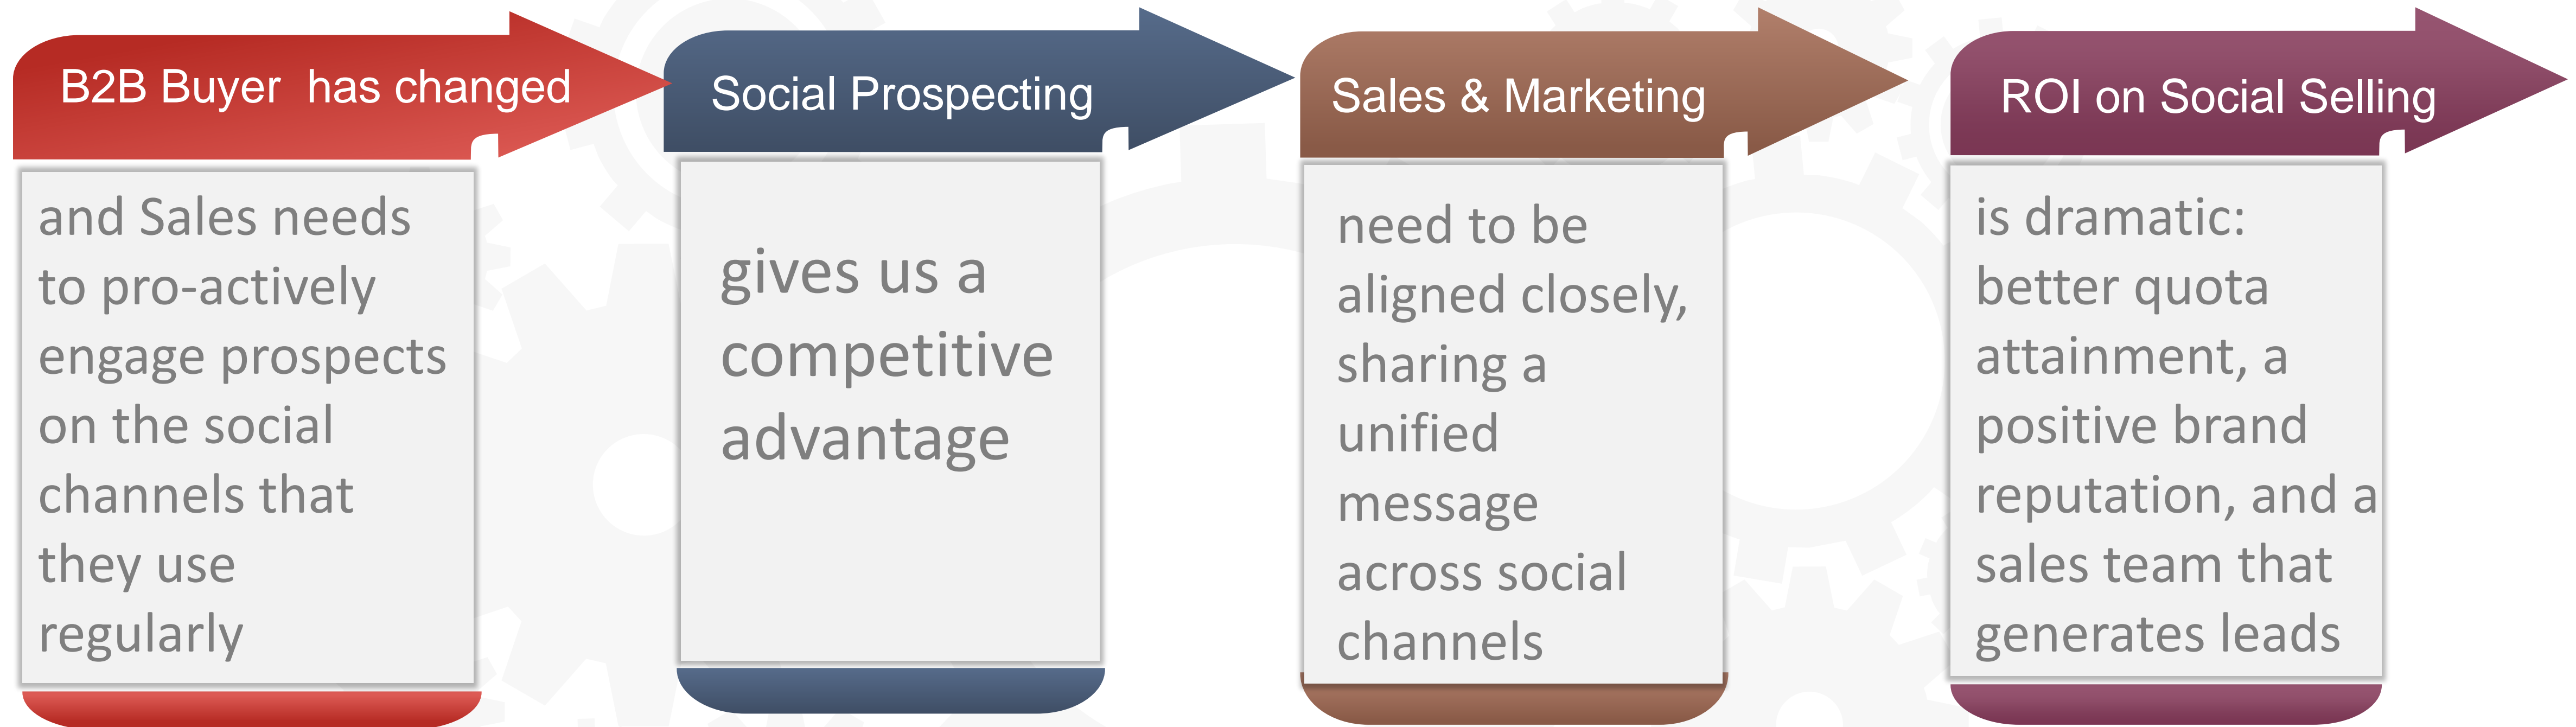 B2B Buyer  has changed
and Sales needs
to pro-actively
engage prospects
on the social
channels that
they use
regularly
Social Prospecting
gives us a
competitive
advantage
Sales & Marketing
need to be
aligned closely,
sharing a
unified
message
across social
channels
ROI on Social Selling
is dramatic:
better quota
attainment, a
positive brand
reputation, and a
sales team that
generates leads